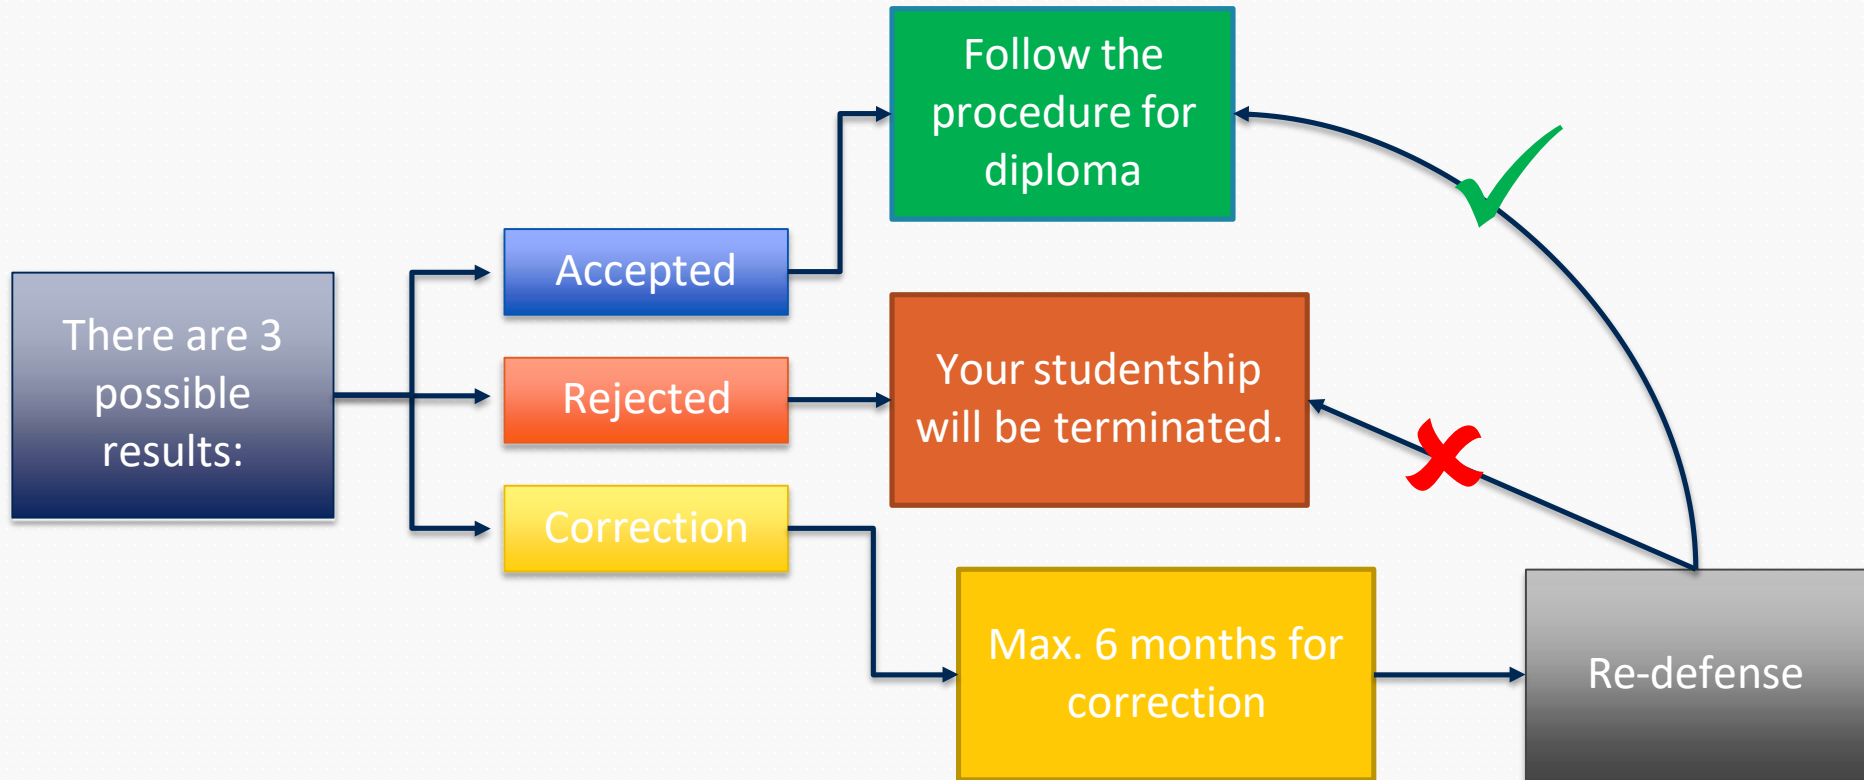 There are 3
possible
results:
Accepted
Rejected
Correction
Follow the
procedure for
diploma
Your studentship
will be terminated.
Max. 6 months for
correction
Re-defense